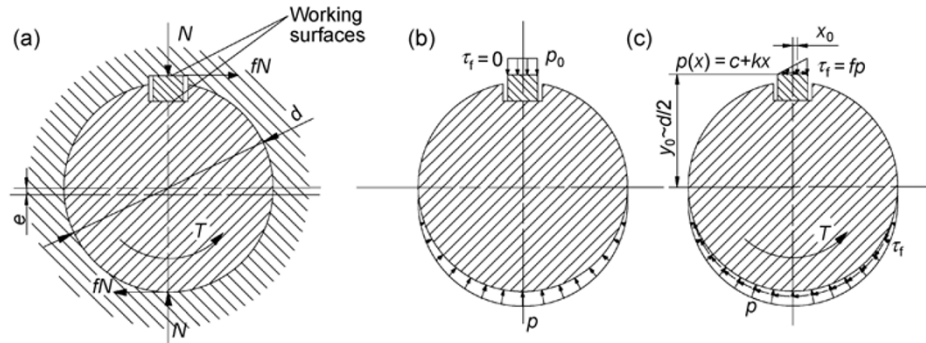 (a)
N
Working
surfaces
fN
d
e
T
fN
N
(b)
τf = 0
p0
p
(c)
x0
p(x) = c+kx
τf = fp
y0~d/2
T
τf
p